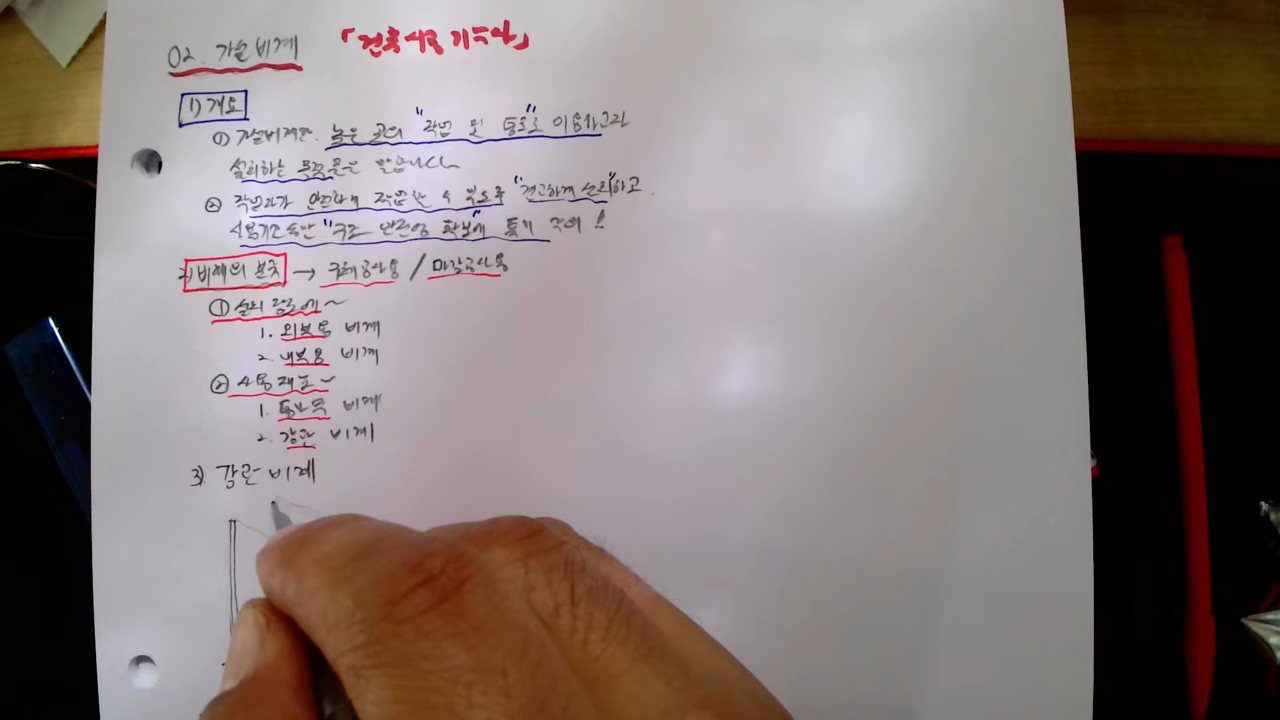 02. 가설비계 「건축시공기술사」
1) 개요
① 가설비계는 높은 곳의 "작업 및 통로"로 이용하고자
설치하는 목적물을 말합니다
② 작업자가 안전하게 작업할 수 있도록 "견고하게 설치"하고
사용기간동안 "구조 안전성 확보"에 특히 주의 !!
2) 비계의 분류 → 구체공사용 / 마감공사용
① 설치 용도에~
1. 외부용 비계
2. 내부용 비계
② 사용재료~
1. 통나무 비계
2. 강관 비계
3) 강관 비계